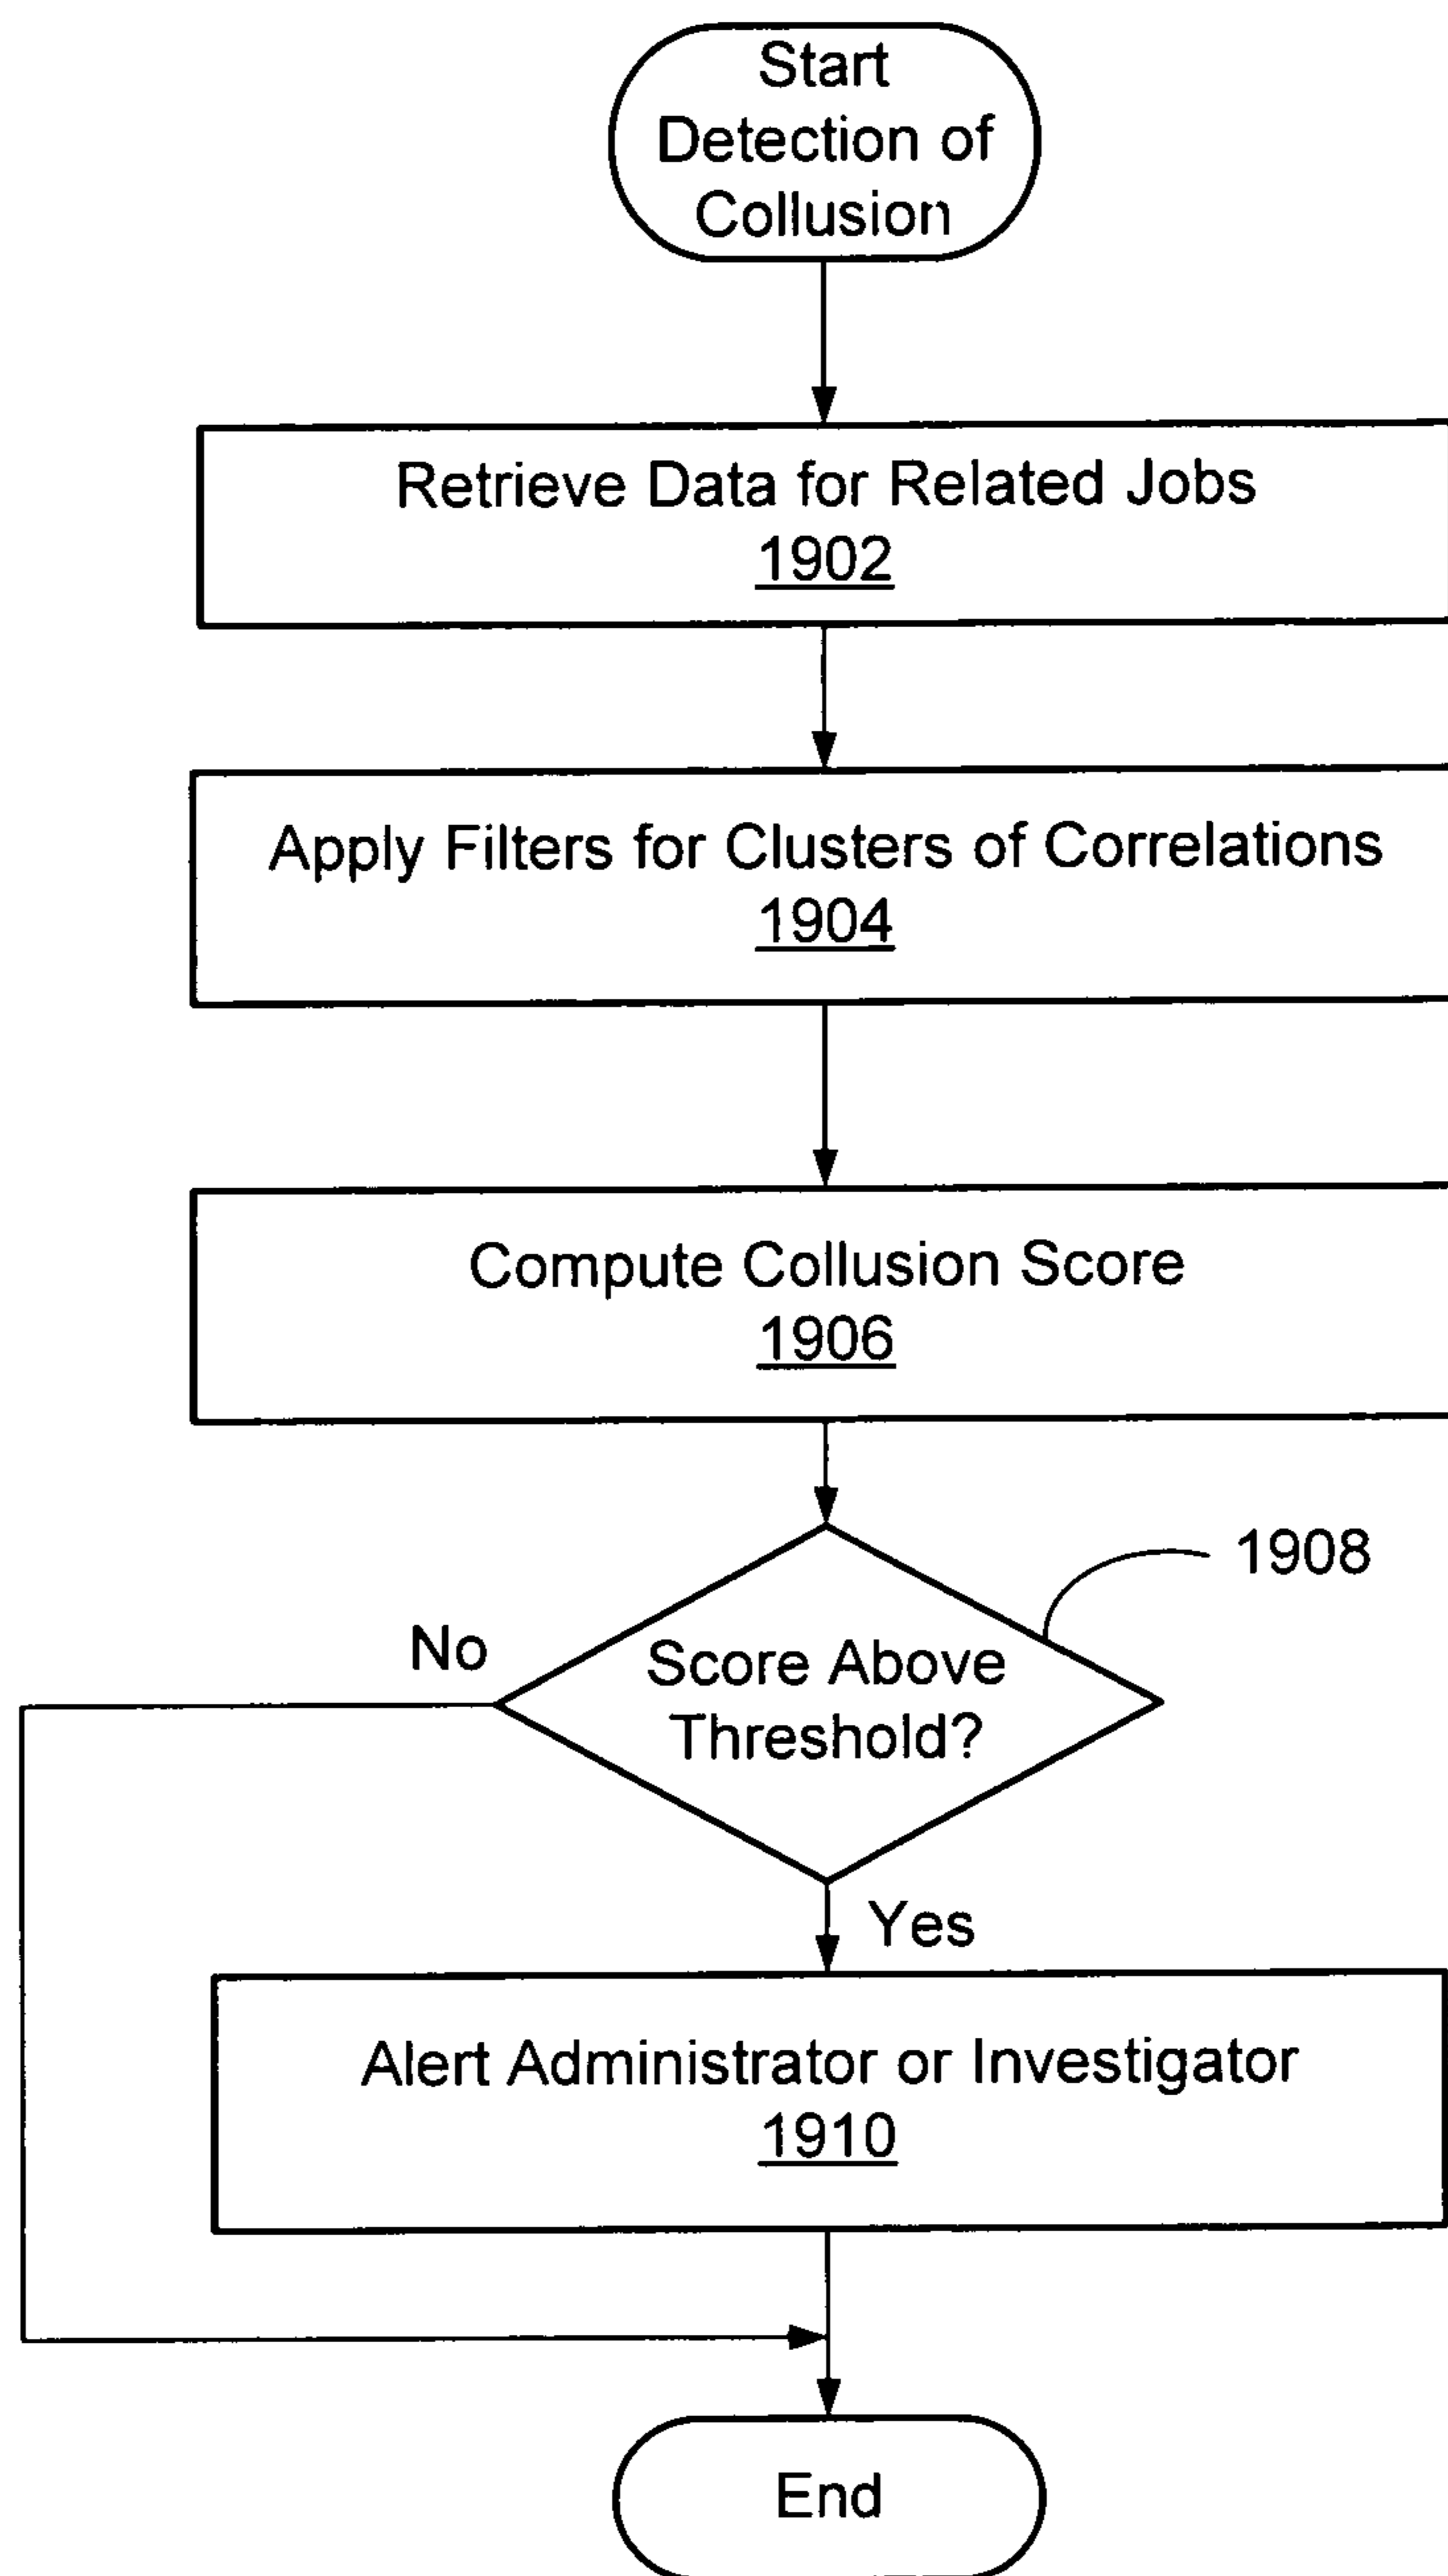 Start
Detection of
Collusion
Retrieve Data for Related Jobs
1902
Apply Filters for Clusters of Correlations
1904
Compute Collusion Score
1906
1908
No
Score Above
Threshold?
Yes
Alert Administrator or Investigator
1910
End